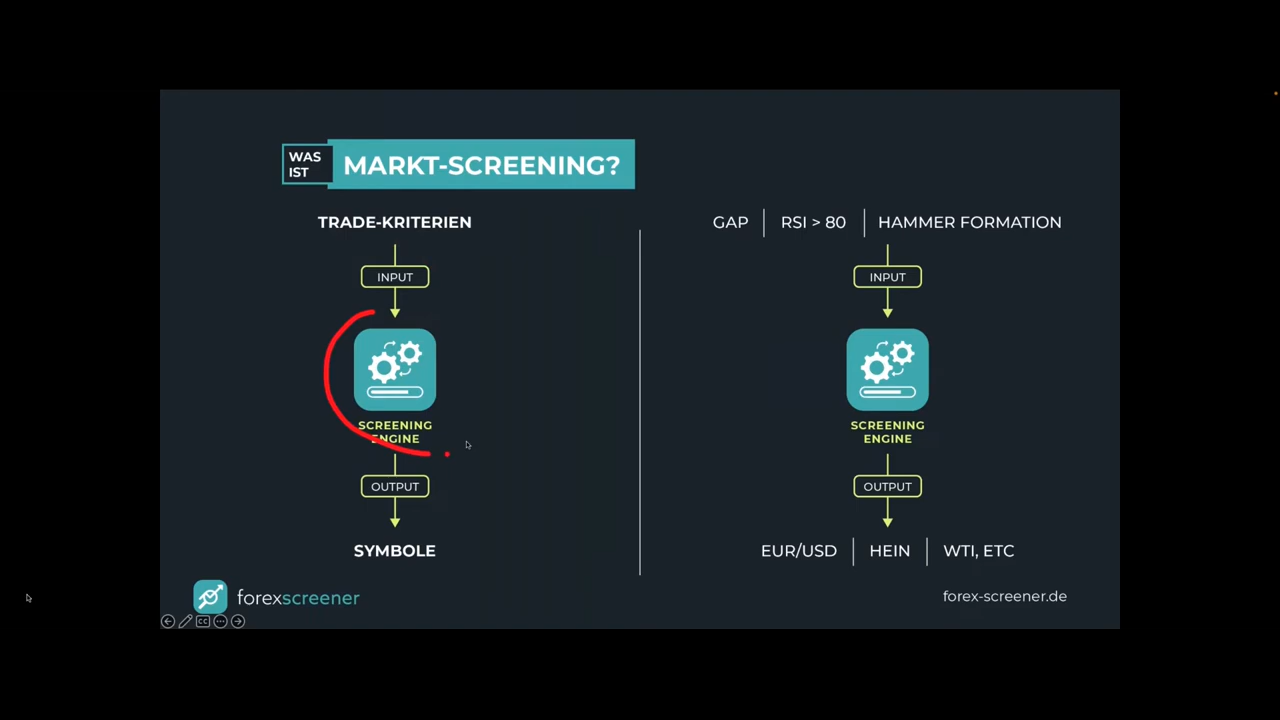 WAS
IST
MARKT-SCREENING?
TRADE-KRITERIEN
INPUT
SCREENING
ENGINE
OUTPUT
SYMBOLE
GAP | RSI > 80 | HAMMER FORMATION
INPUT
SCREENING
ENGINE
OUTPUT
EUR/USD | HEIN | WTI, ETC
forexscreener
forex-screener.de
CC